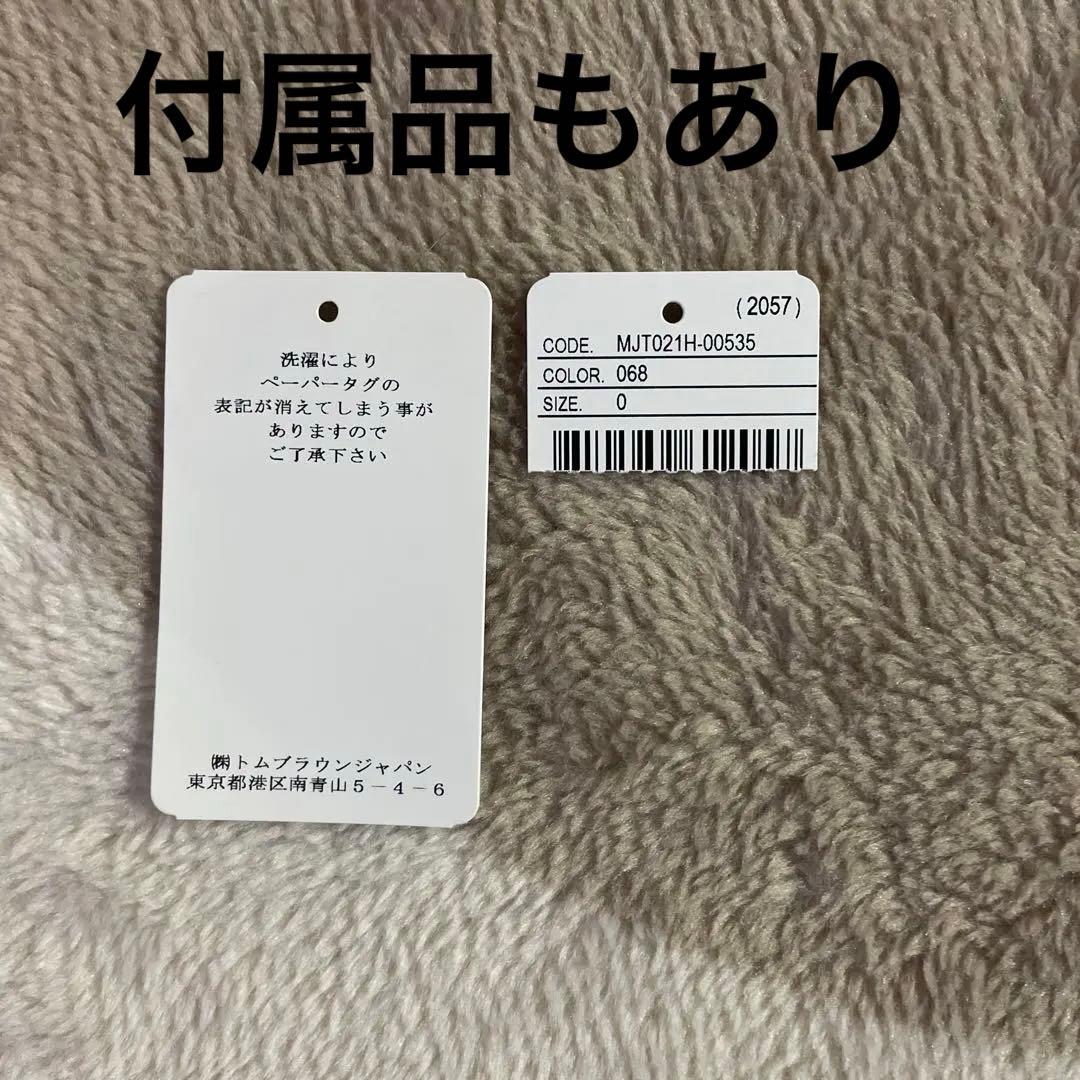 付属品もあり
洗濯により
ペーパータグの
表記が消えてしまう事が
ありますので
ご了承下さい
㈱トムブラウンジャパン
東京都港区南青山5-4-6
(2057)
CODE. MJT021H-00535
COLOR. 068
SIZE. 0